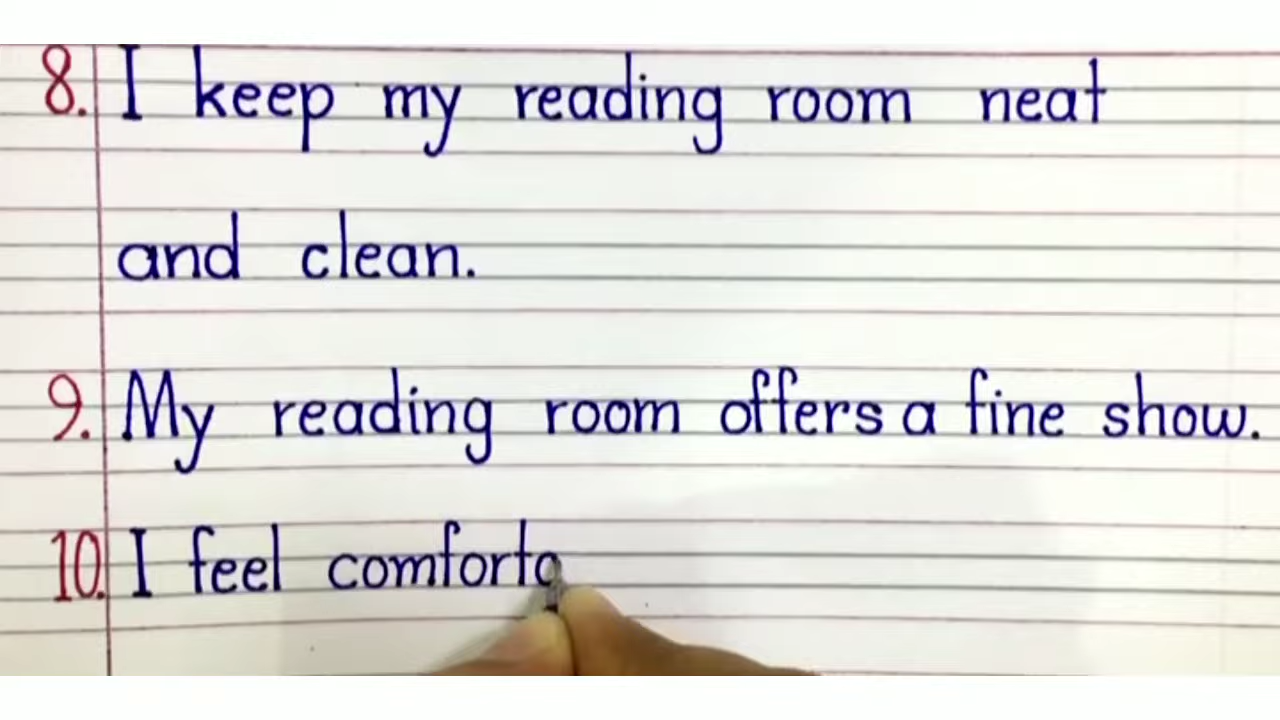 8. I keep my reading room neat
and clean.
9. My reading room offers a fine show.
10. I feel comforta